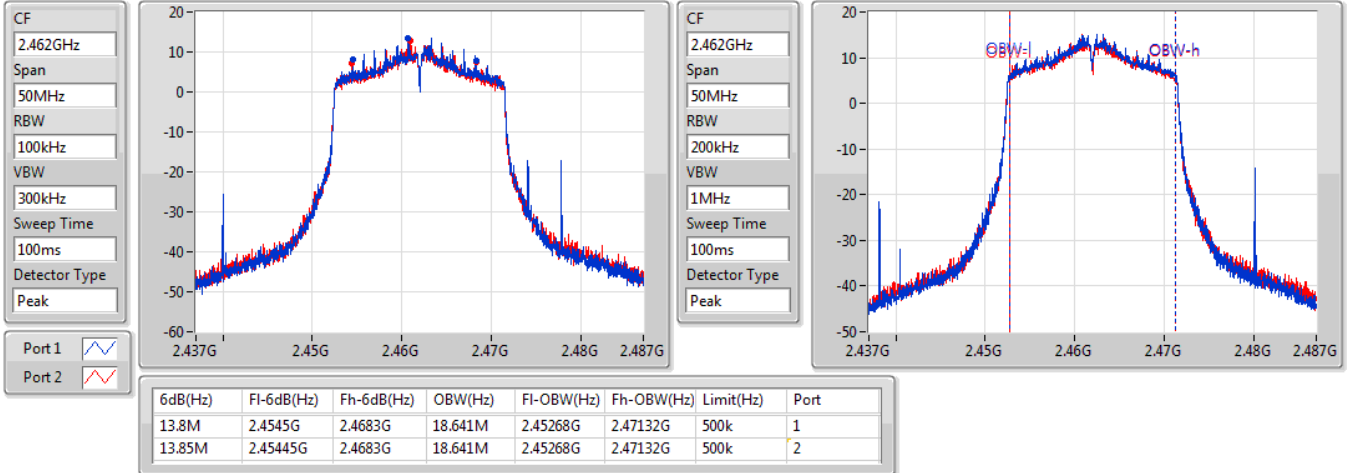 CF
2.462GHz
Span
50MHz
RBW
100kHz
VBW
300kHz
Sweep Time
100ms
Detector Type
Peak
Port 1
Port 2
20
10
0
-10
-20
-30
-40
-50
-60
2.437G 2.45G 2.46G 2.47G 2.48G 2.487G
CF
2.462GHz
Span
50MHz
RBW
200kHz
VBW
1MHz
Sweep Time
100ms
Detector Type
Peak
20
10
0
-10
-20
-30
-40
-50
OBW-l OBW-h
2.437G 2.45G 2.46G 2.47G 2.48G 2.487G
6dB(Hz) Fl-6dB(Hz) Fh-6dB(Hz) OBW(Hz) Fl-OBW(Hz) Fh-OBW(Hz) Limit(Hz) Port
13.8M 2.4545G 2.4683G 18.641M 2.45268G 2.47132G 500k 1
13.85M 2.45445G 2.4683G 18.641M 2.45268G 2.47132G 500k 2